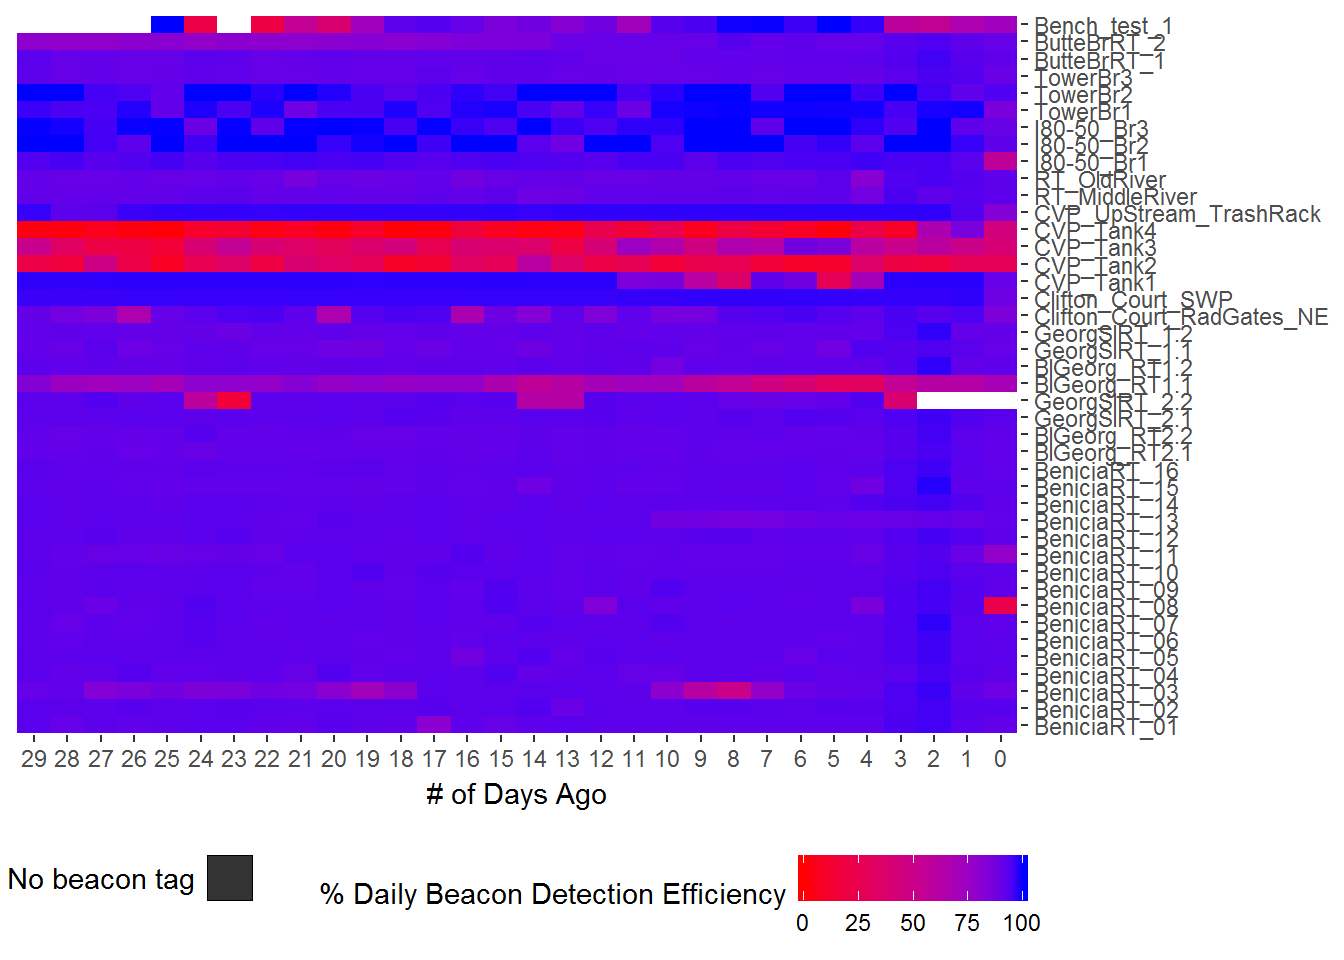 Bench_test_1
ButteBrRT_2
ButteBrRT_1
TowerBr3
TowerBr2
TowerBr1
I80-50_Br3
I80-50_Br2
I80-50_Br1
RT_OldRiver
RT_MiddleRiver
CVP_UpStream_TrashRack
CVP_Tank4
CVP_Tank3
CVP_Tank2
CVP_Tank1
Clifton_Court_SWP
Clifton_Court_RadGates_NE
GeorgSlRT_1.2
GeorgSlRT_1.1
BlGeorg_RT1.2
BlGeorg_RT1.1
GeorgSlRT_2.2
GeorgSlRT_2.1
BlGeorg_RT2.2
BlGeorg_RT2.1
BeniciaRT_16
BeniciaRT_15
BeniciaRT_14
BeniciaRT_13
BeniciaRT_12
BeniciaRT_11
BeniciaRT_10
BeniciaRT_09
BeniciaRT_08
BeniciaRT_07
BeniciaRT_06
BeniciaRT_05
BeniciaRT_04
BeniciaRT_03
BeniciaRT_02
BeniciaRT_01
29 28 27 26 25 24 23 22 21 20 19 18 17 16 15 14 13 12 11 10 9 8 7 6 5 4 3 2 1 0
# of Days Ago
No beacon tag
% Daily Beacon Detection Efficiency
0 25 50 75 100